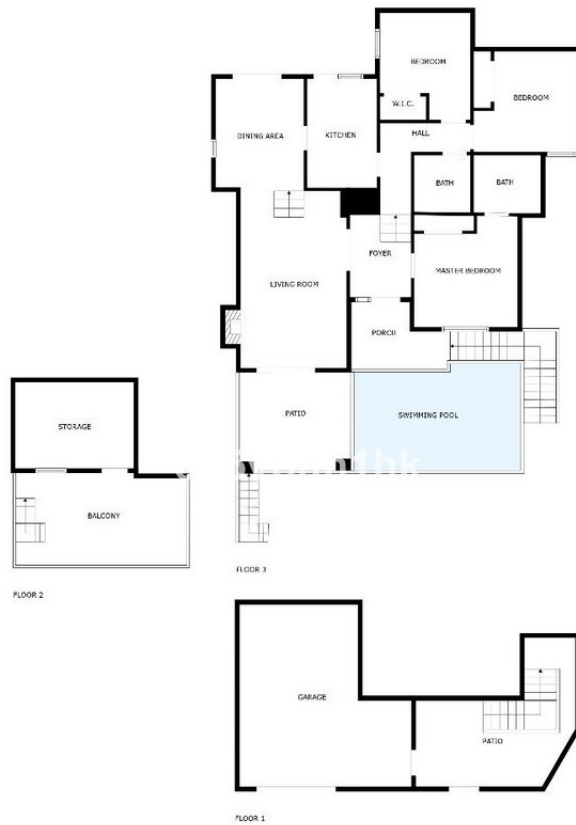 BEDROOM
BEDROOM
W.I.C.
DINING AREA
KITCHEN
HALL
BATH
BATH
FOYER
MASTER BEDROOM
LIVING ROOM
PORCH
PATIO
SWIMMING POOL
FLOOR 3
STORAGE
BALCONY
FLOOR 2
GARAGE
PATIO
FLOOR 1